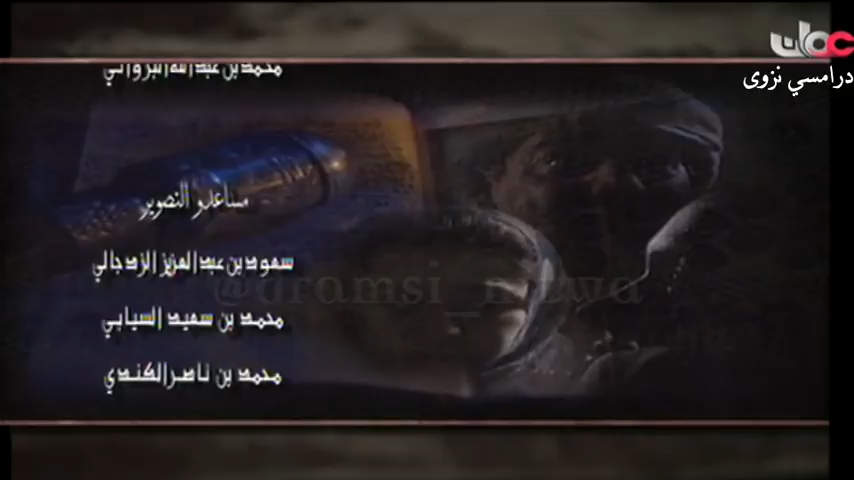 عمان
درامسي نزوى
محمد بن عبدالله البرواني
مساعدو التصوير
سعود بن عبدالعزيز الزدجالي
@dramsi_nizwa
محمد بن سعيد السيابي
محمد بن ناصر الكندي